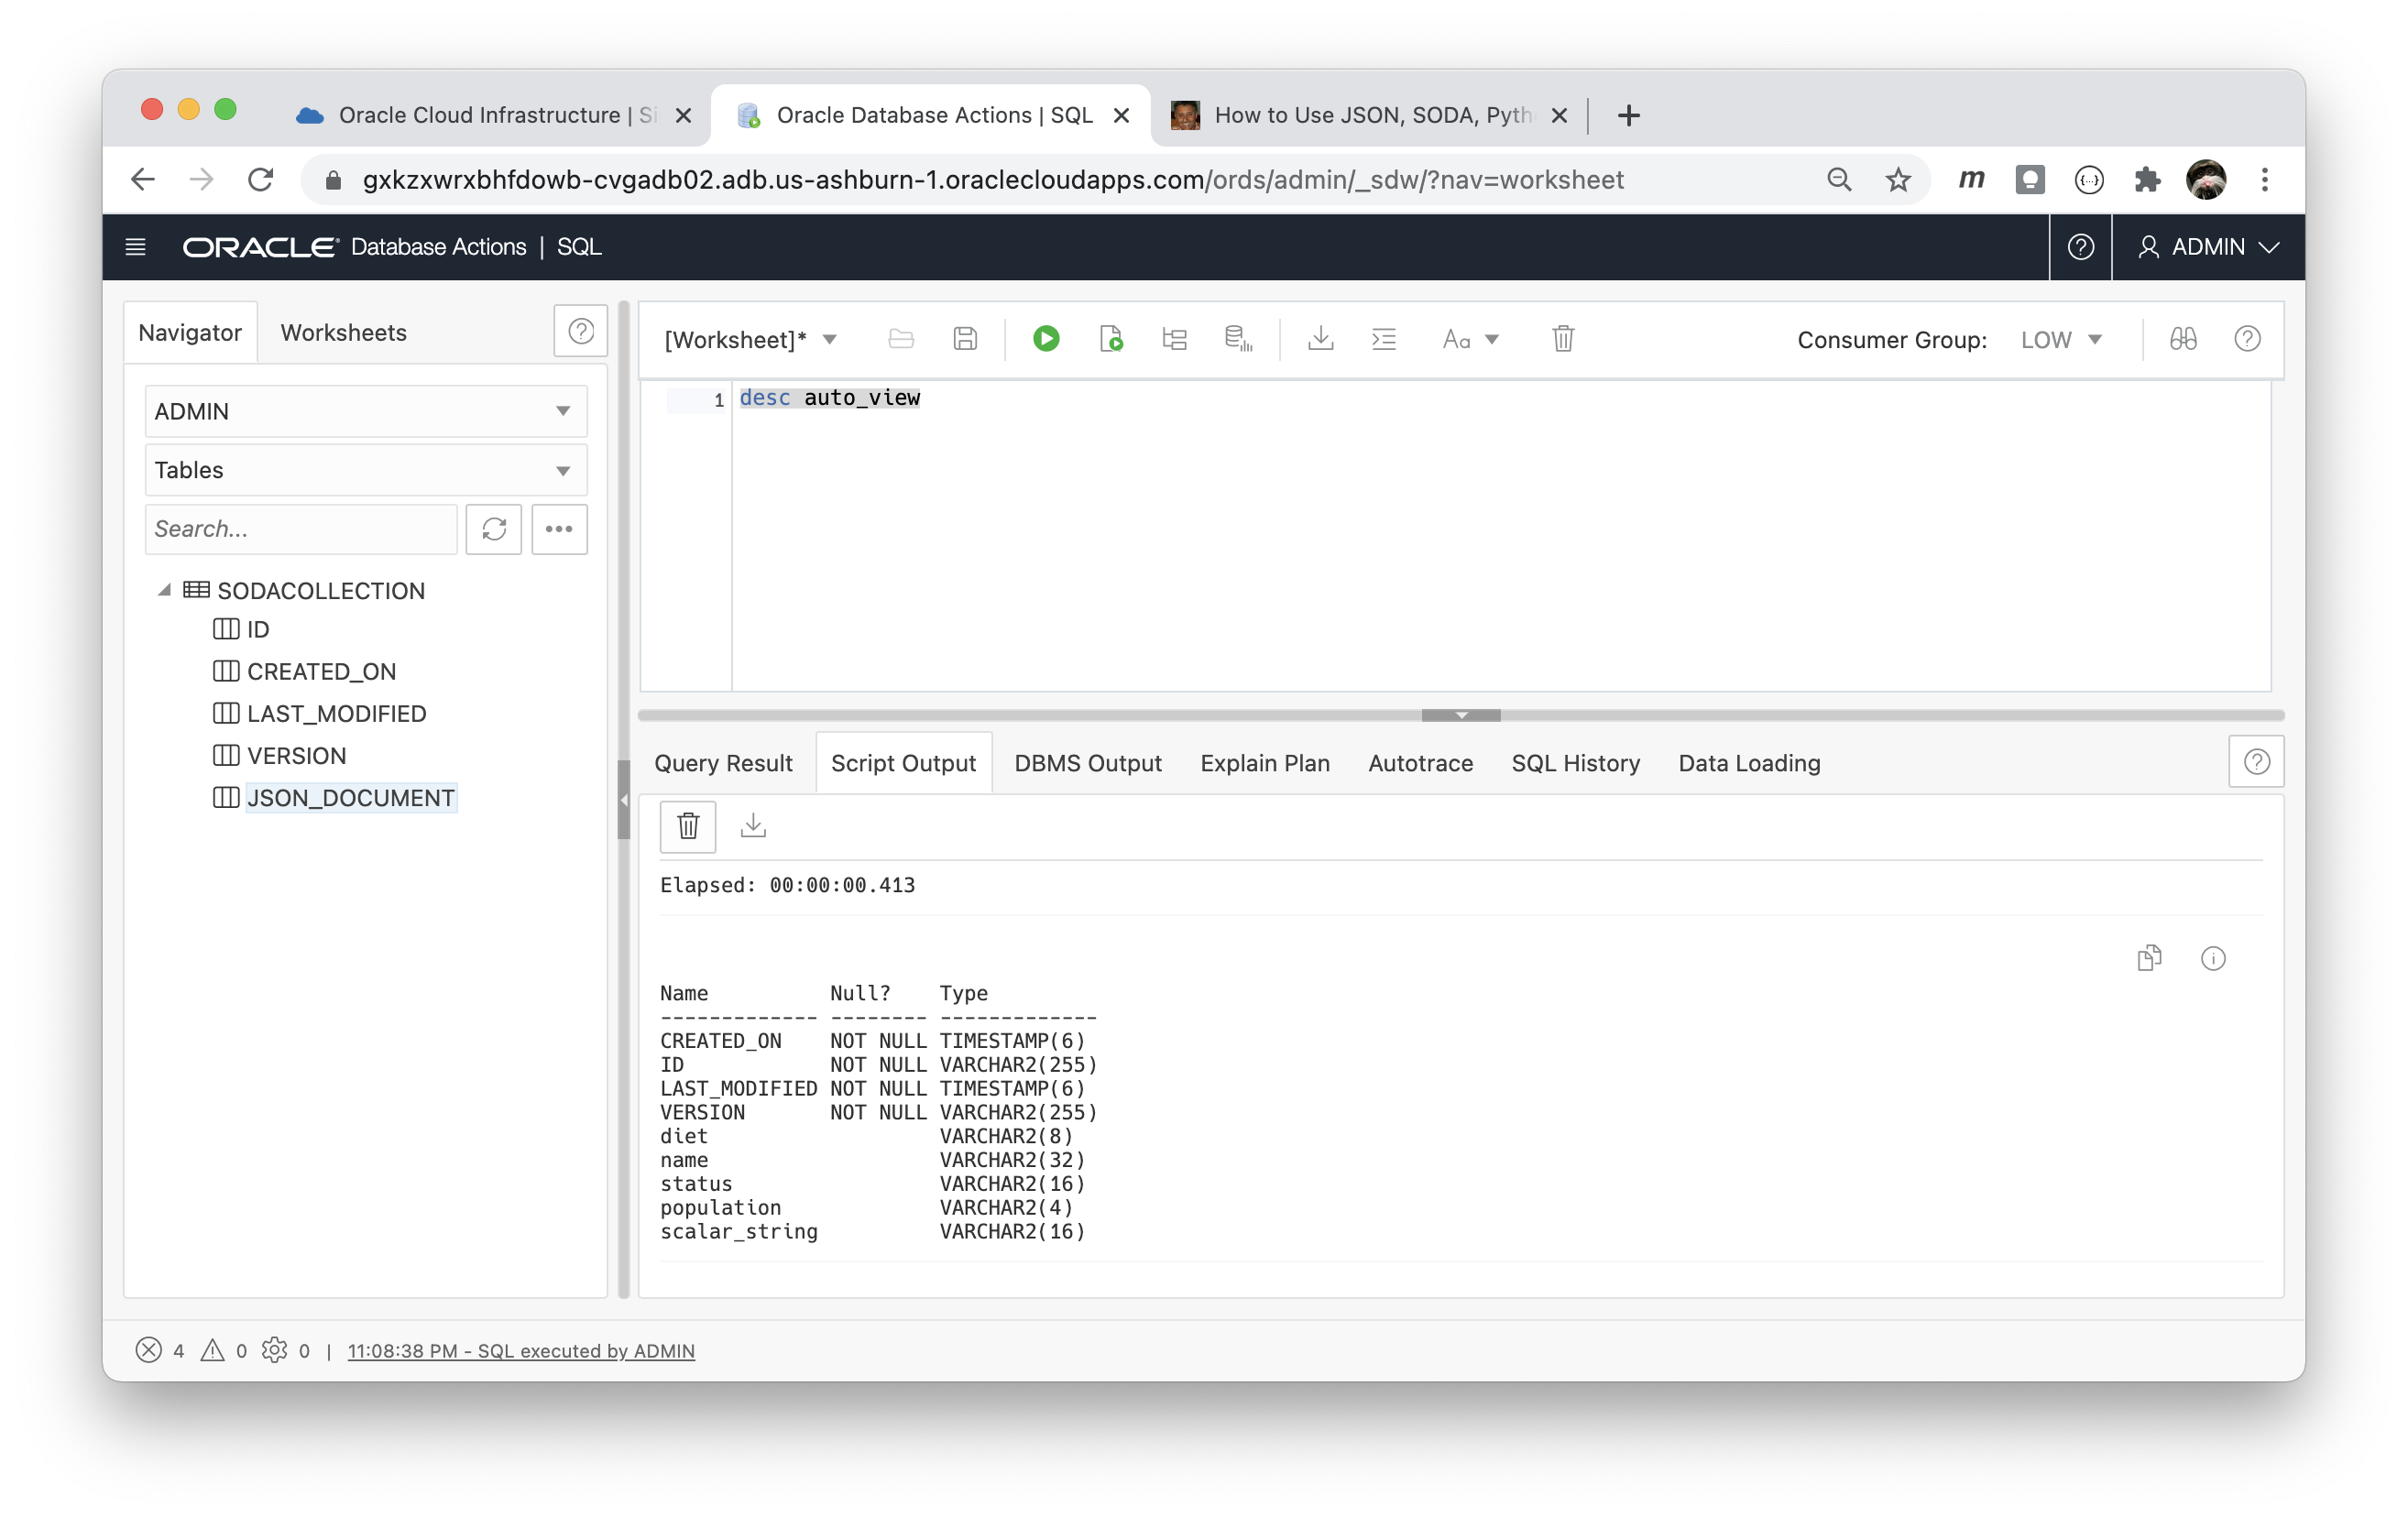 Oracle Cloud Infrastructure | Si
Oracle Database Actions | SQL
How to Use JSON, SODA, Pyth
gxkzxwrxbhfdowb-cvgadb02.adb.us-ashburn-1.oraclecloudapps.com/ords/admin/_sdw/?nav=worksheet
m
{...}
ORACLE Database Actions | SQL
ADMIN
Navigator
Worksheets
[Worksheet]*
Aa
Consumer Group: LOW
ADMIN
Tables
Search...
SODACOLLECTION
ID
CREATED_ON
LAST_MODIFIED
VERSION
JSON_DOCUMENT
1 desc auto_view
Query Result Script Output DBMS Output Explain Plan Autotrace SQL History Data Loading
Elapsed: 00:00:00.413
Name          Null?    Type
------------- -------- -------------
CREATED_ON    NOT NULL TIMESTAMP(6)
ID            NOT NULL VARCHAR2(255)
LAST_MODIFIED NOT NULL TIMESTAMP(6)
VERSION       NOT NULL VARCHAR2(255)
diet                   VARCHAR2(8)
name                   VARCHAR2(32)
status                 VARCHAR2(16)
population             VARCHAR2(4)
scalar_string          VARCHAR2(16)
4 0 0 | 11:08:38 PM - SQL executed by ADMIN